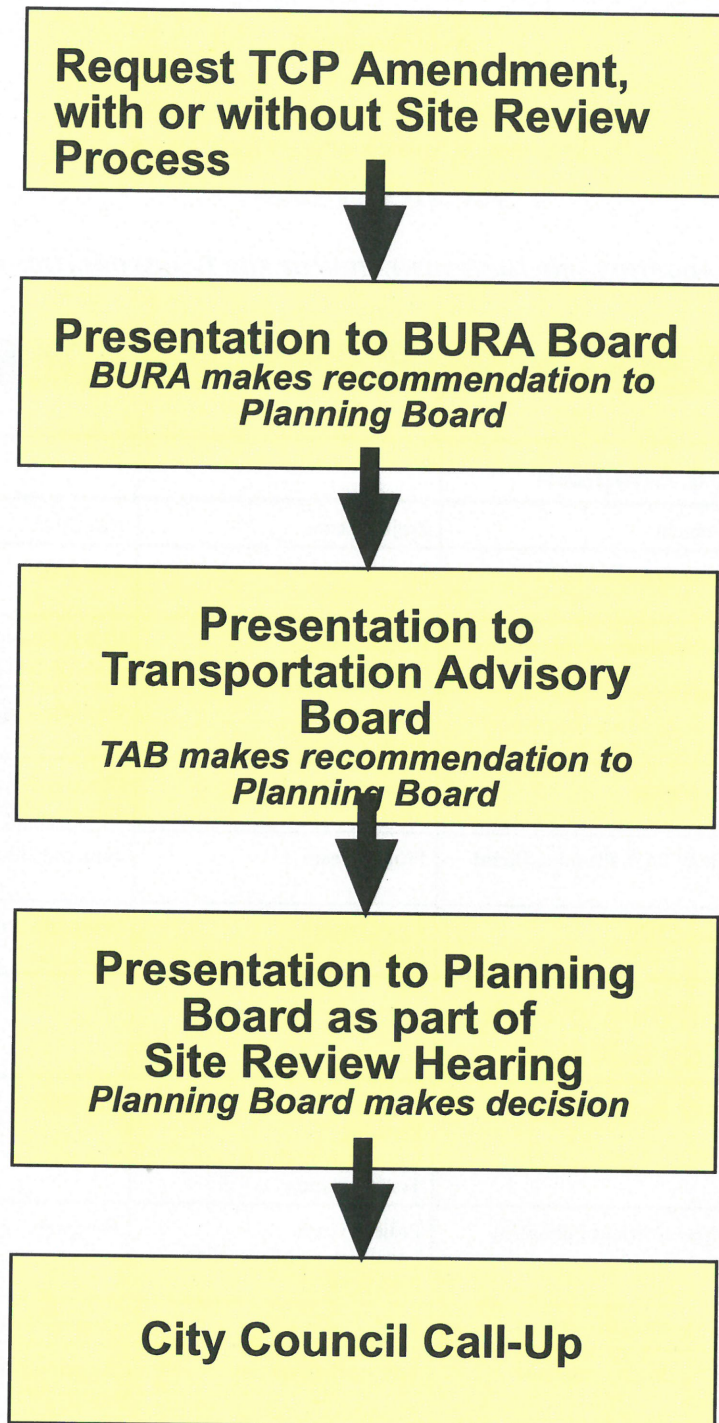 Request TCP Amendment,
with or without Site Review
Process
Presentation to BURA Board
BURA makes recommendation to
Planning Board
Presentation to
Transportation Advisory
Board
TAB makes recommendation to
Planning Board
Presentation to Planning
Board as part of
Site Review Hearing
Planning Board makes decision
City Council Call-Up